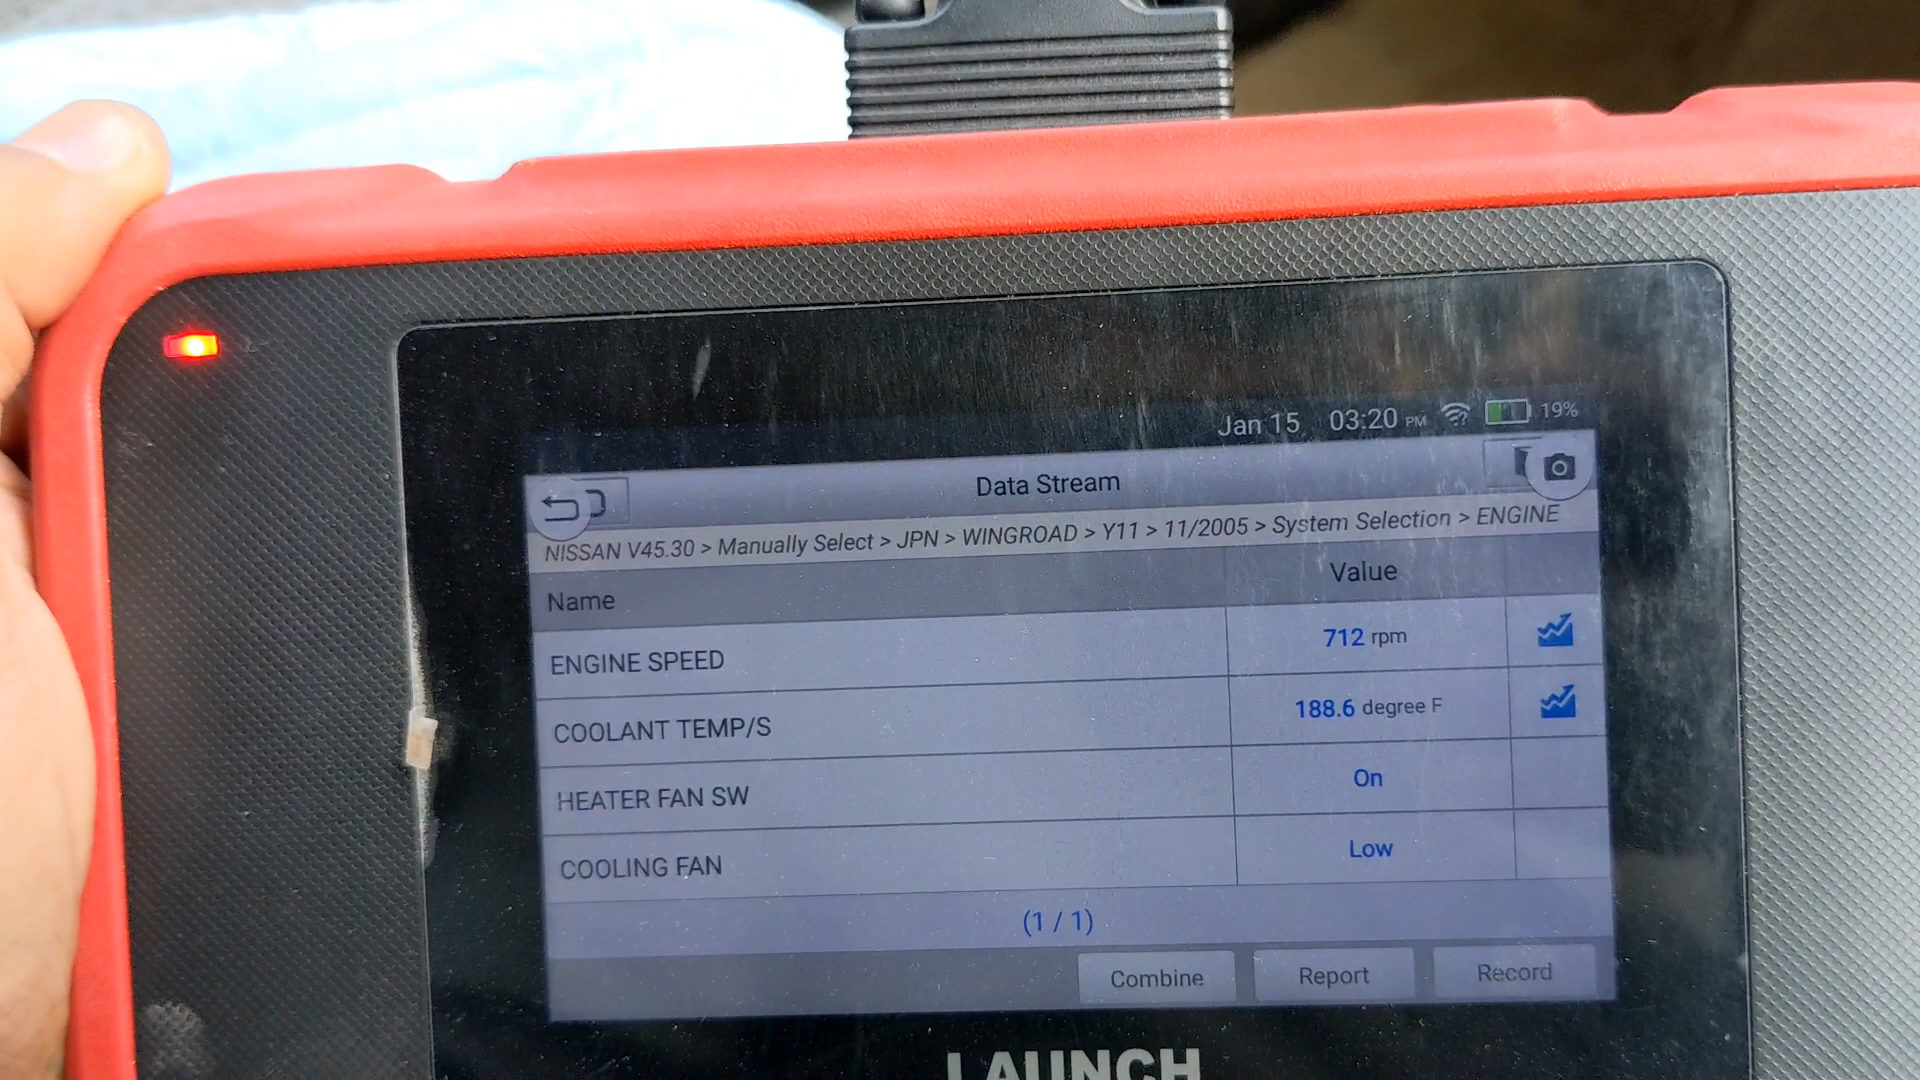 Jan 15 03:20 PM 19%
Data Stream
NISSAN V45.30 > Manually Select > JPN > WINGROAD > Y11 > 11/2005 > System Selection > ENGINE
Name Value
ENGINE SPEED 712 rpm
COOLANT TEMP/S 188.6 degree F
HEATER FAN SW On
COOLING FAN Low
(1 / 1)
Combine Report Record
LAUNCH